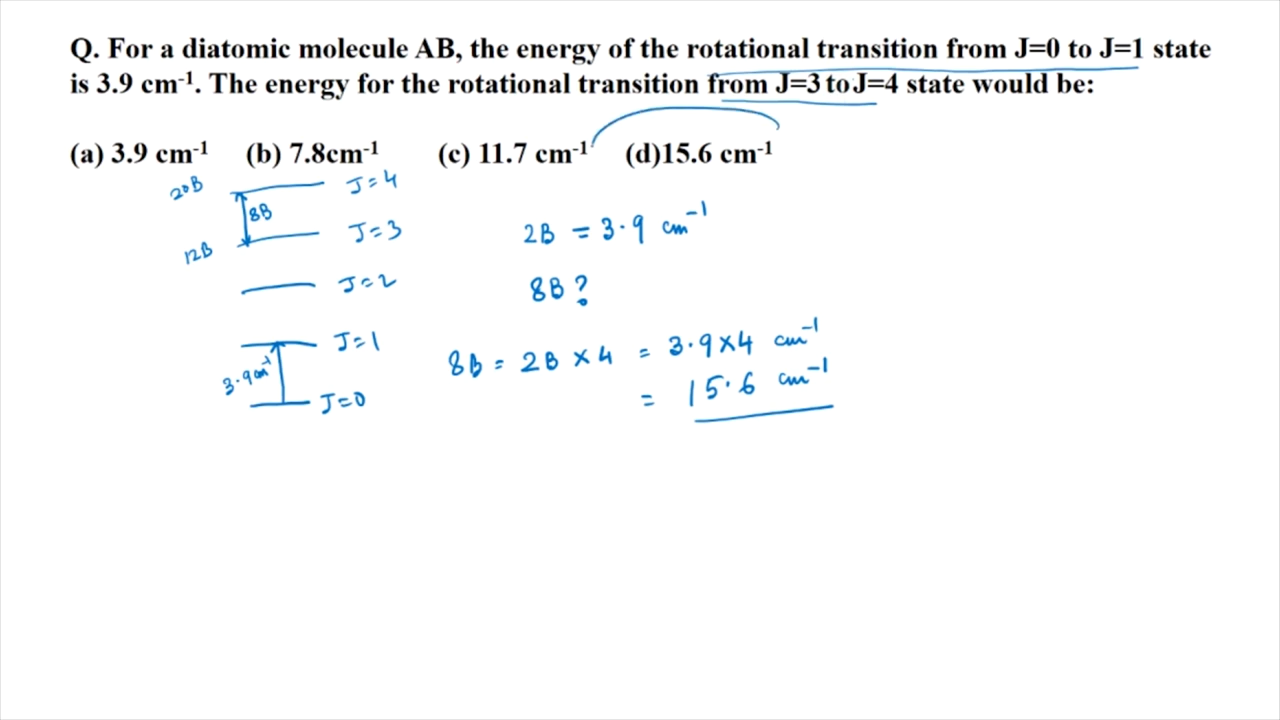 Q. For a diatomic molecule AB, the energy of the rotational transition from J=0 to J=1 state
is 3.9 cm⁻¹. The energy for the rotational transition from J=3 to J=4 state would be:
(a) 3.9 cm⁻¹ (b) 7.8cm⁻¹ (c) 11.7 cm⁻¹ (d)15.6 cm⁻¹
20B J=4
8B
12B J=3
J=2
J=1
3.9 cm⁻¹
J=0
2B = 3.9 cm⁻¹
8B ?
8B = 2B × 4 = 3.9×4 cm⁻¹
= 15.6 cm⁻¹